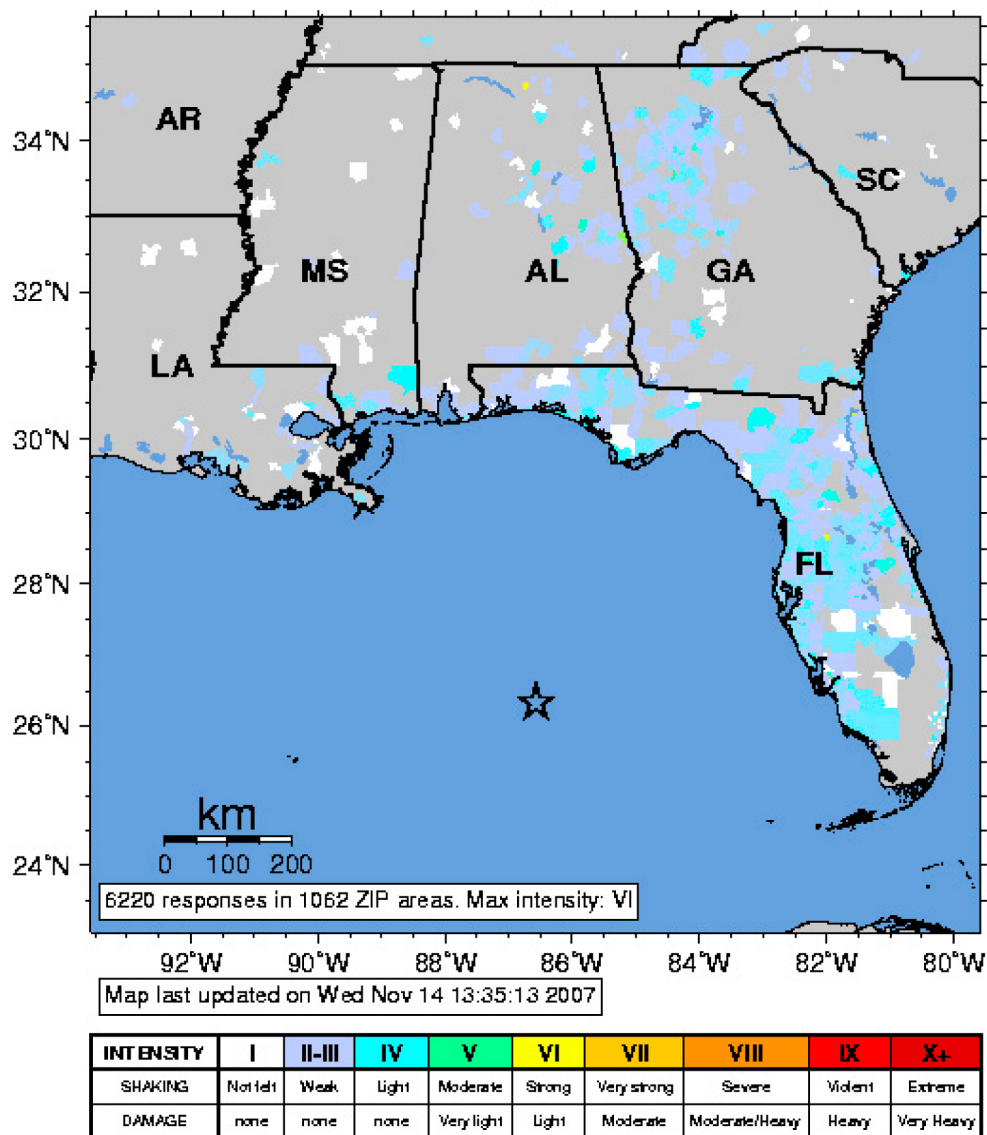 34°N
32°N
30°N
28°N
26°N
24°N
AR
SC
MS
AL
GA
LA
FL
km
0 100 200
6220 responses in 1062 ZIP areas. Max intensity: VI
92°W 90°W 88°W 86°W 84°W 82°W 80°W
Map last updated on Wed Nov 14 13:35:13 2007
INTENSITY I II-III IV V VI VII VIII IX X+
SHAKING Not felt Weak Light Moderate Strong Very strong Severe Violent Extreme
DAMAGE none none none Very light Light Moderate Moderate/Heavy Heavy Very Heavy